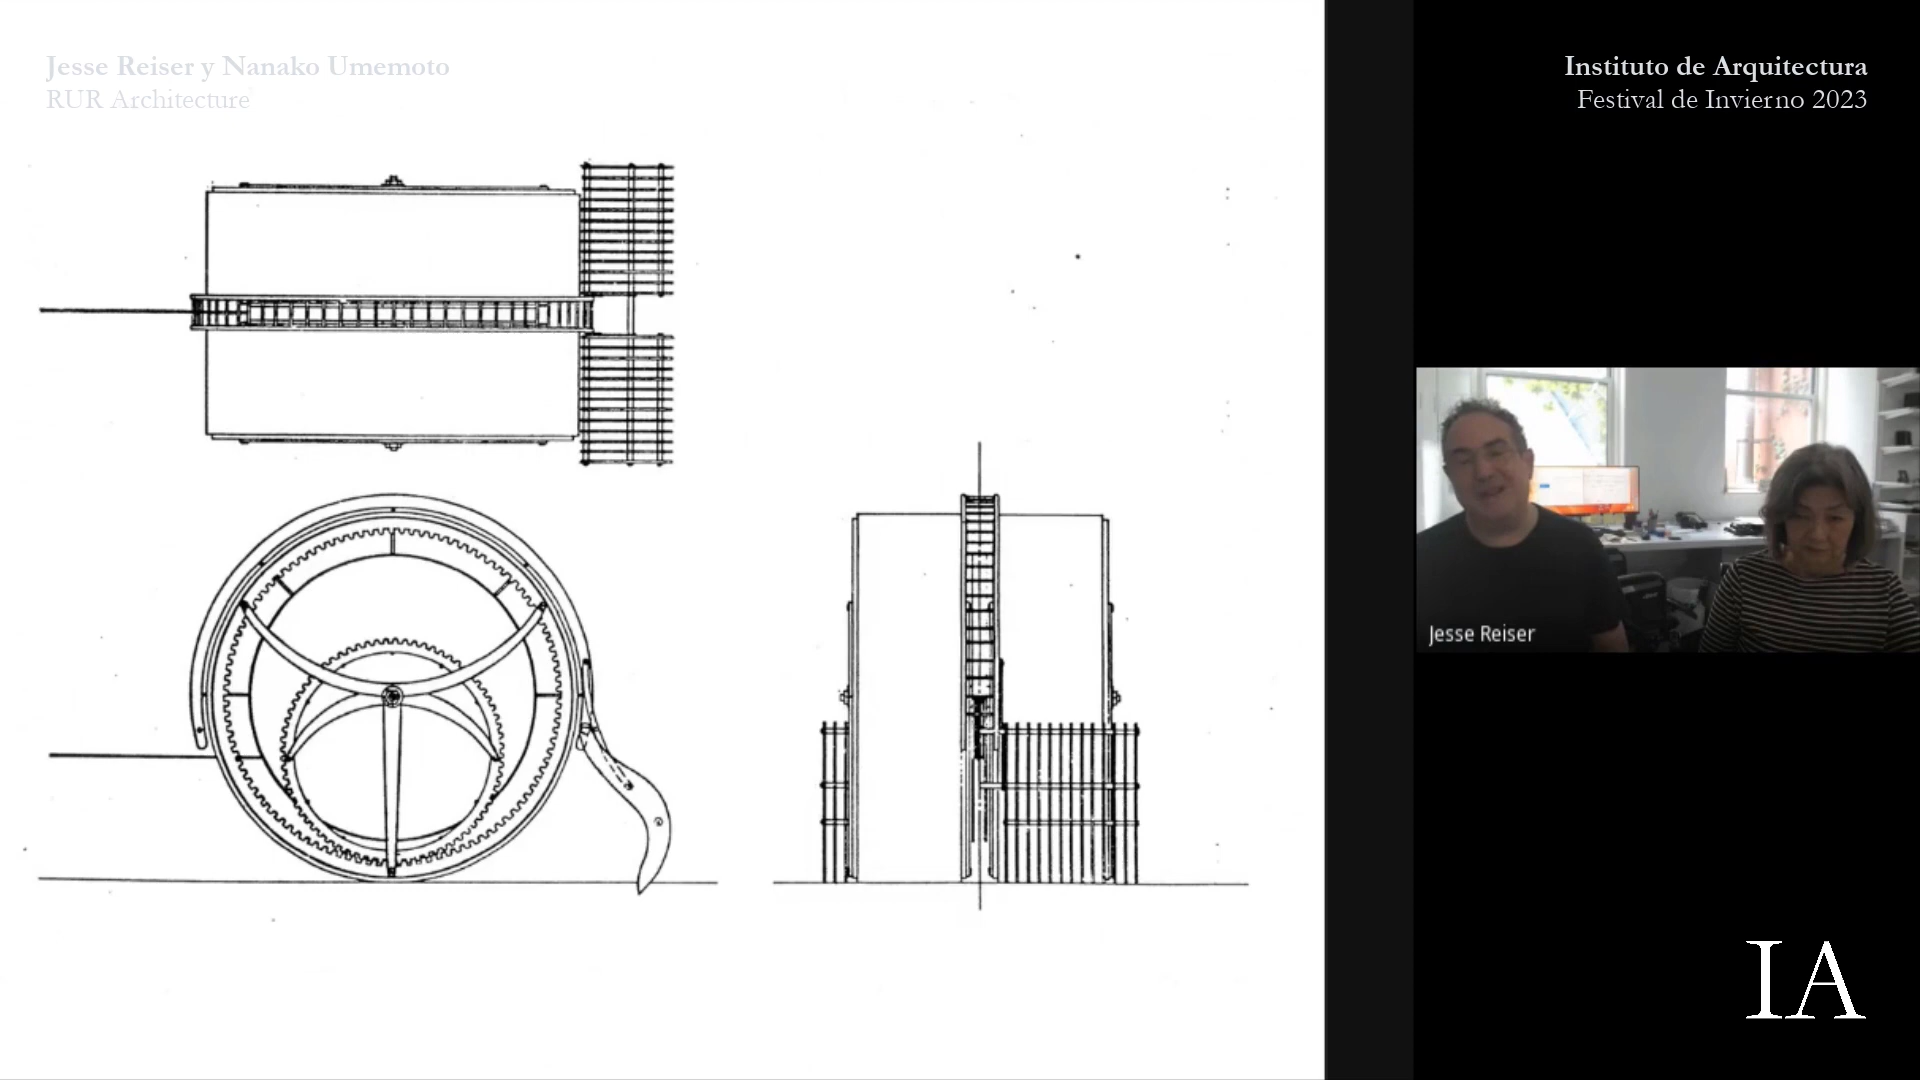 Jesse Reiser y Nanako Umemoto
RUR Architecture
Instituto de Arquitectura
Festival de Invierno 2023
Jesse Reiser
IA